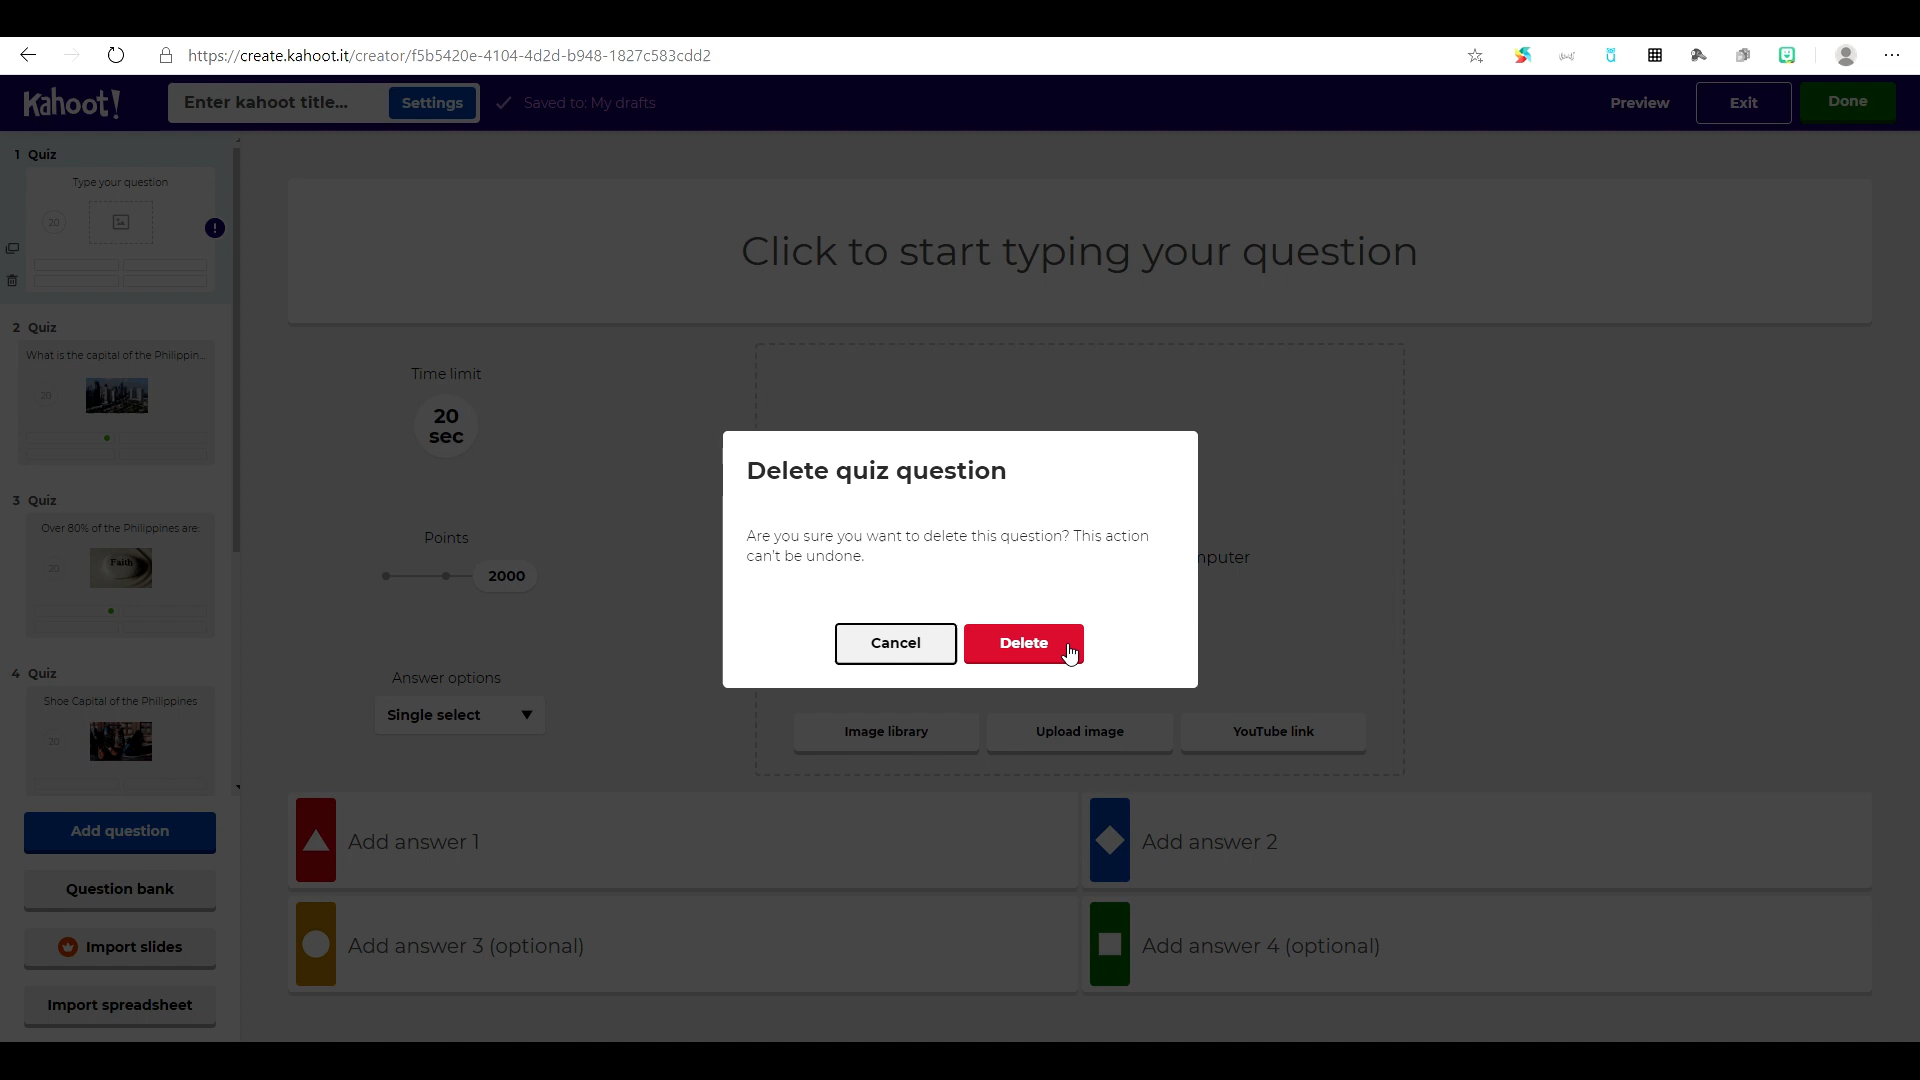 https://create.kahoot.it/creator/f5b5420e-4104-4d2d-b948-1827c583cdd2
Kahoot!
Enter kahoot title...
Settings
Saved to: My drafts
Preview
Exit
Done
1 Quiz
Type your question
20
2 Quiz
What is the capital of the Philippin...
20
3 Quiz
Over 80% of the Philippines are:
20
Faith
4 Quiz
Shoe Capital of the Philippines
20
Add question
Question bank
Import slides
Import spreadsheet
Click to start typing your question
Time limit
20
sec
Points
2000
Answer options
Single select
Delete quiz question
Are you sure you want to delete this question? This action
can't be undone.
Cancel
Delete
mputer
Image library
Upload image
YouTube link
Add answer 1
Add answer 2
Add answer 3 (optional)
Add answer 4 (optional)